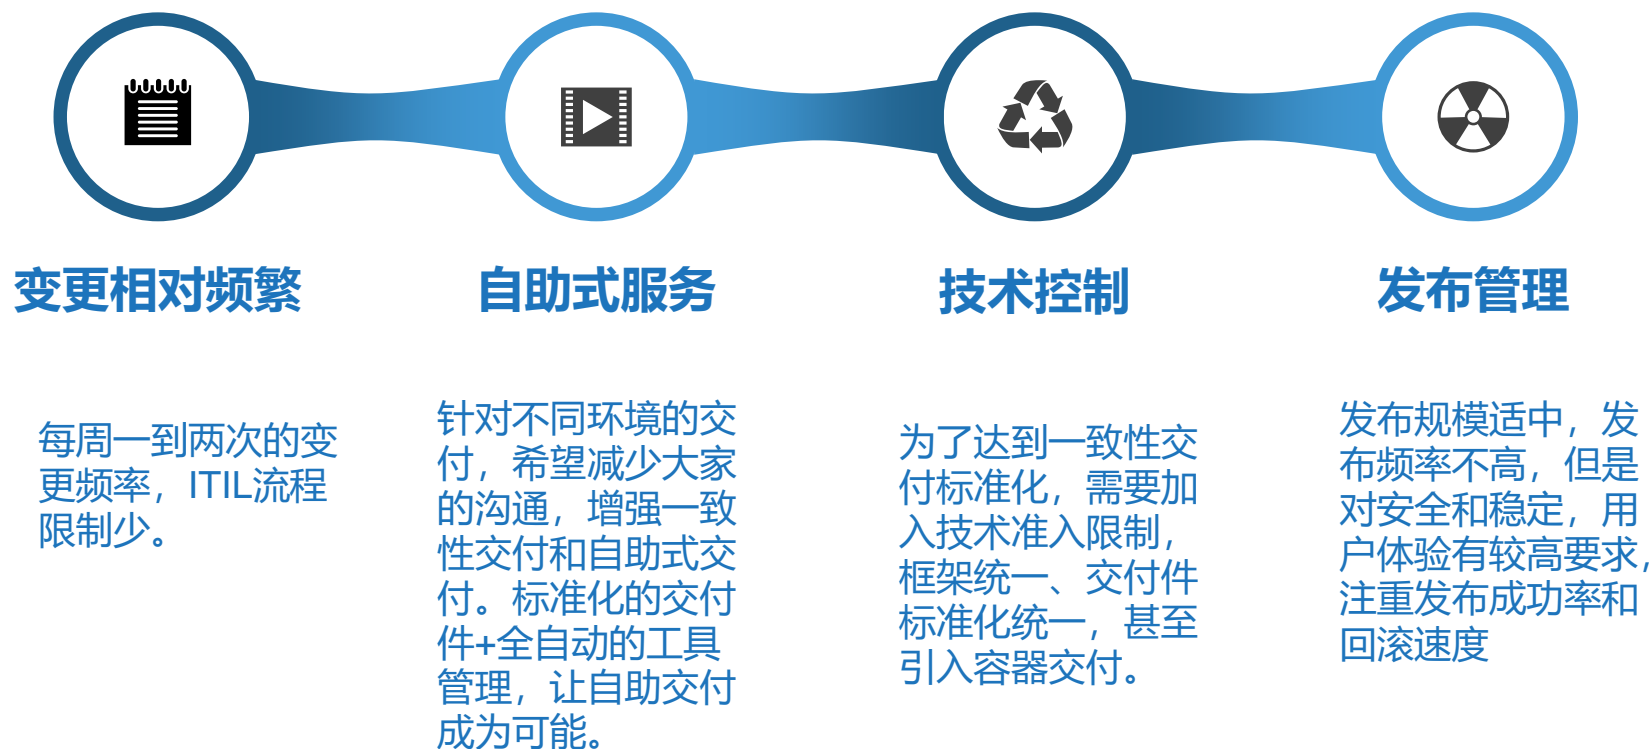 变更相对频繁
自助式服务
技术控制
发布管理
每周一到两次的变
更频率，ITIL流程
限制少。
针对不同环境的交
付，希望减少大家
的沟通，增强一致
性交付和自助式交
付。标准化的交付
件+全自动的工具
管理，让自助交付
成为可能。
为了达到一致性交
付标准化，需要加
入技术准入限制，
框架统一、交付件
标准化统一，甚至
引入容器交付。
发布规模适中，发
布频率不高，但是
对安全和稳定，用
户体验有较高要求，
注重发布成功率和
回滚速度